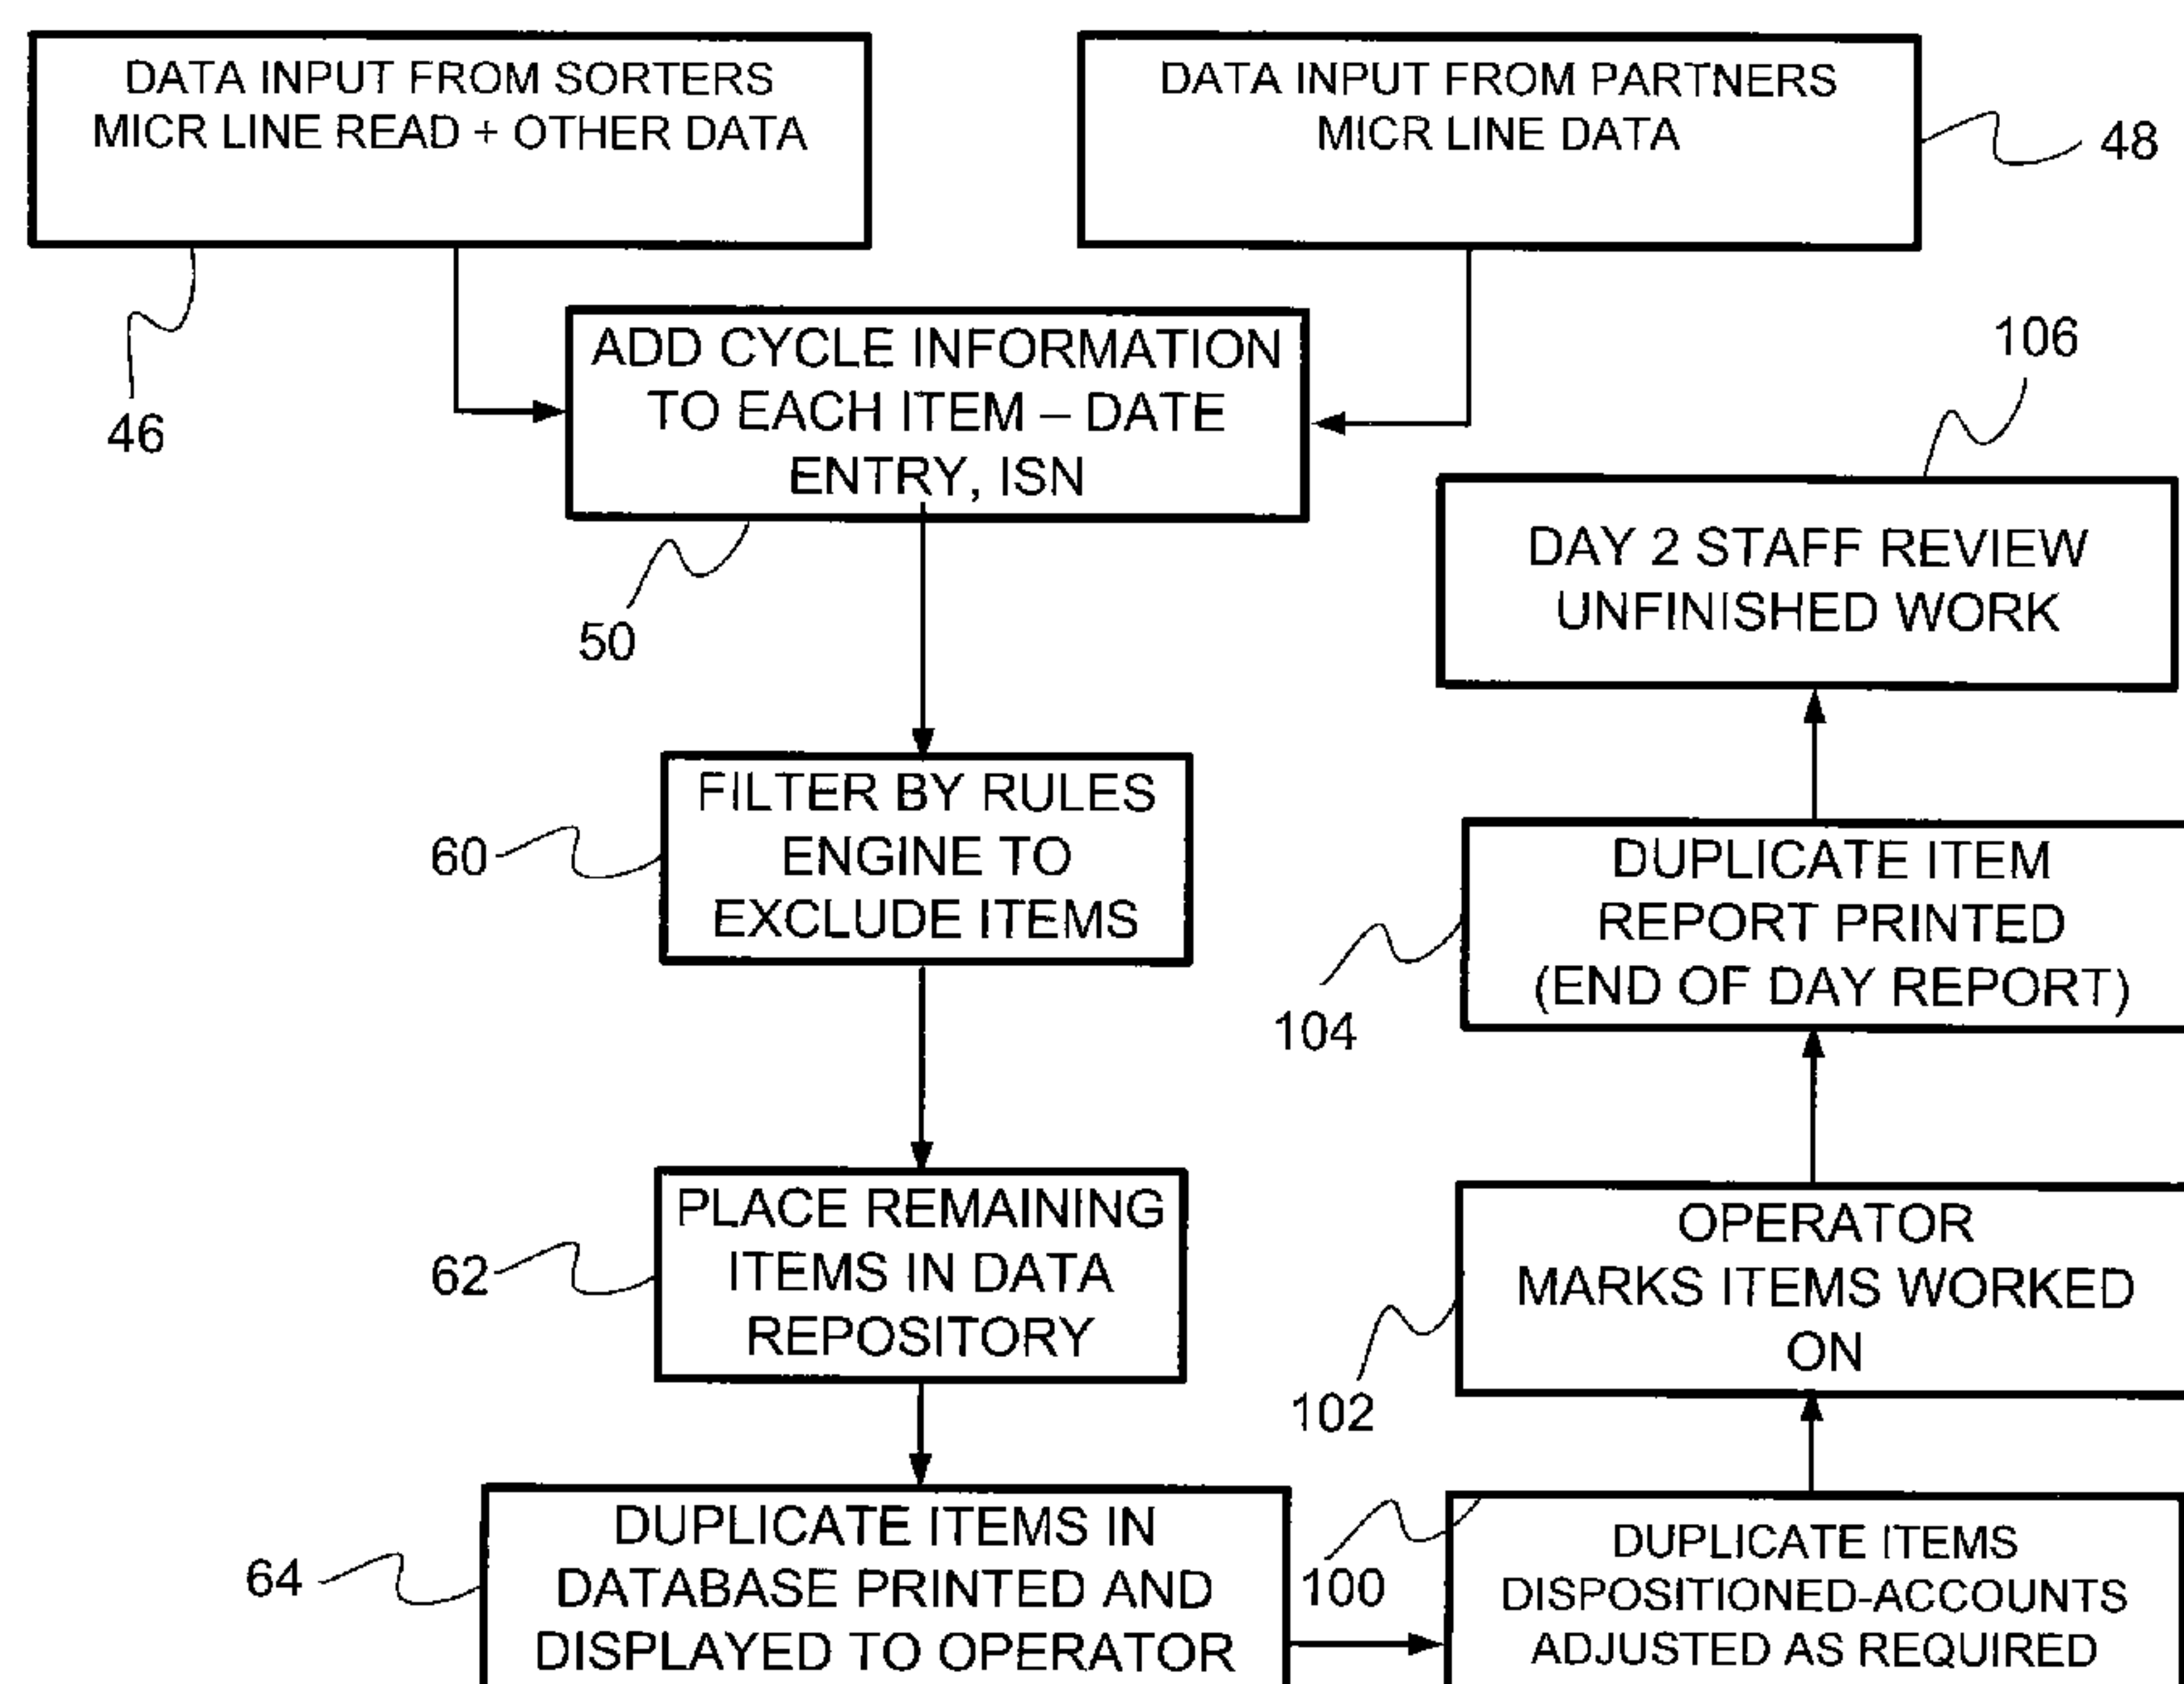 DATA INPUT FROM SORTERS
MICR LINE READ + OTHER DATA
46
DATA INPUT FROM PARTNERS
MICR LINE DATA
48
ADD CYCLE INFORMATION
TO EACH ITEM – DATE
ENTRY, ISN
50
FILTER BY RULES
ENGINE TO
EXCLUDE ITEMS
60
PLACE REMAINING
ITEMS IN DATA
REPOSITORY
62
DUPLICATE ITEMS IN
DATABASE PRINTED AND
DISPLAYED TO OPERATOR
64
DUPLICATE ITEMS
DISPOSITIONED-ACCOUNTS
ADJUSTED AS REQUIRED
100
OPERATOR
MARKS ITEMS WORKED
ON
102
DUPLICATE ITEM
REPORT PRINTED
(END OF DAY REPORT)
104
DAY 2 STAFF REVIEW
UNFINISHED WORK
106